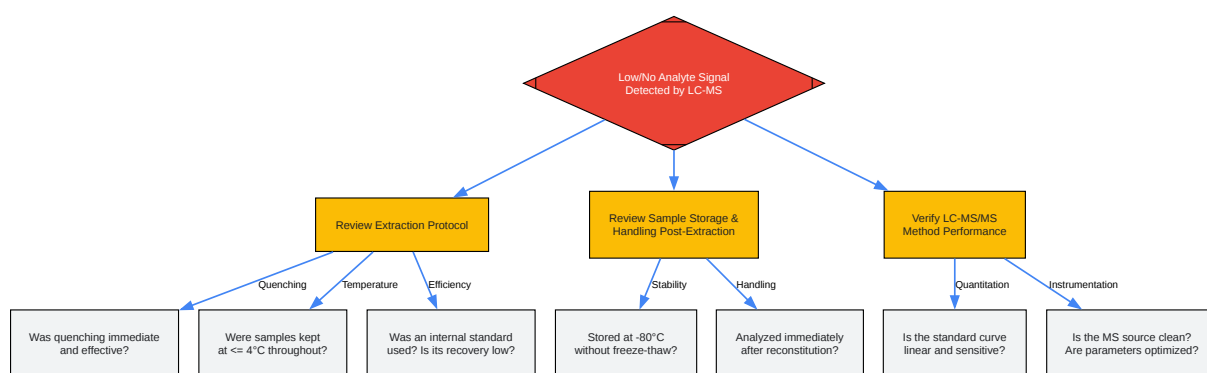 Low/No Analyte Signal
Detected by LC-MS
Review Extraction Protocol
Review Sample Storage &
Handling Post-Extraction
Verify LC-MS/MS
Method Performance
Quenching
Temperature
Efficiency
Stability
Handling
Quantitation
Instrumentation
Was quenching immediate
and effective?
Were samples kept
at <= 4°C throughout?
Was an internal standard
used? Is its recovery low?
Stored at -80°C
without freeze-thaw?
Analyzed immediately
after reconstitution?
Is the standard curve
linear and sensitive?
Is the MS source clean?
Are parameters optimized?